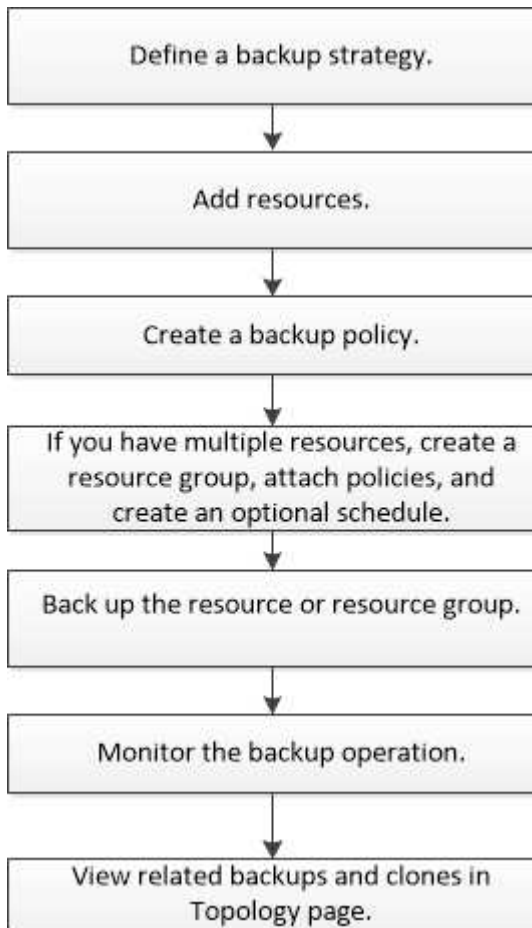 Define a backup strategy.
Add resources.
Create a backup policy.
If you have multiple resources, create a
resource group, attach policies, and
create an optional schedule.
Back up the resource or resource group.
Monitor the backup operation.
View related backups and clones in
Topology page.